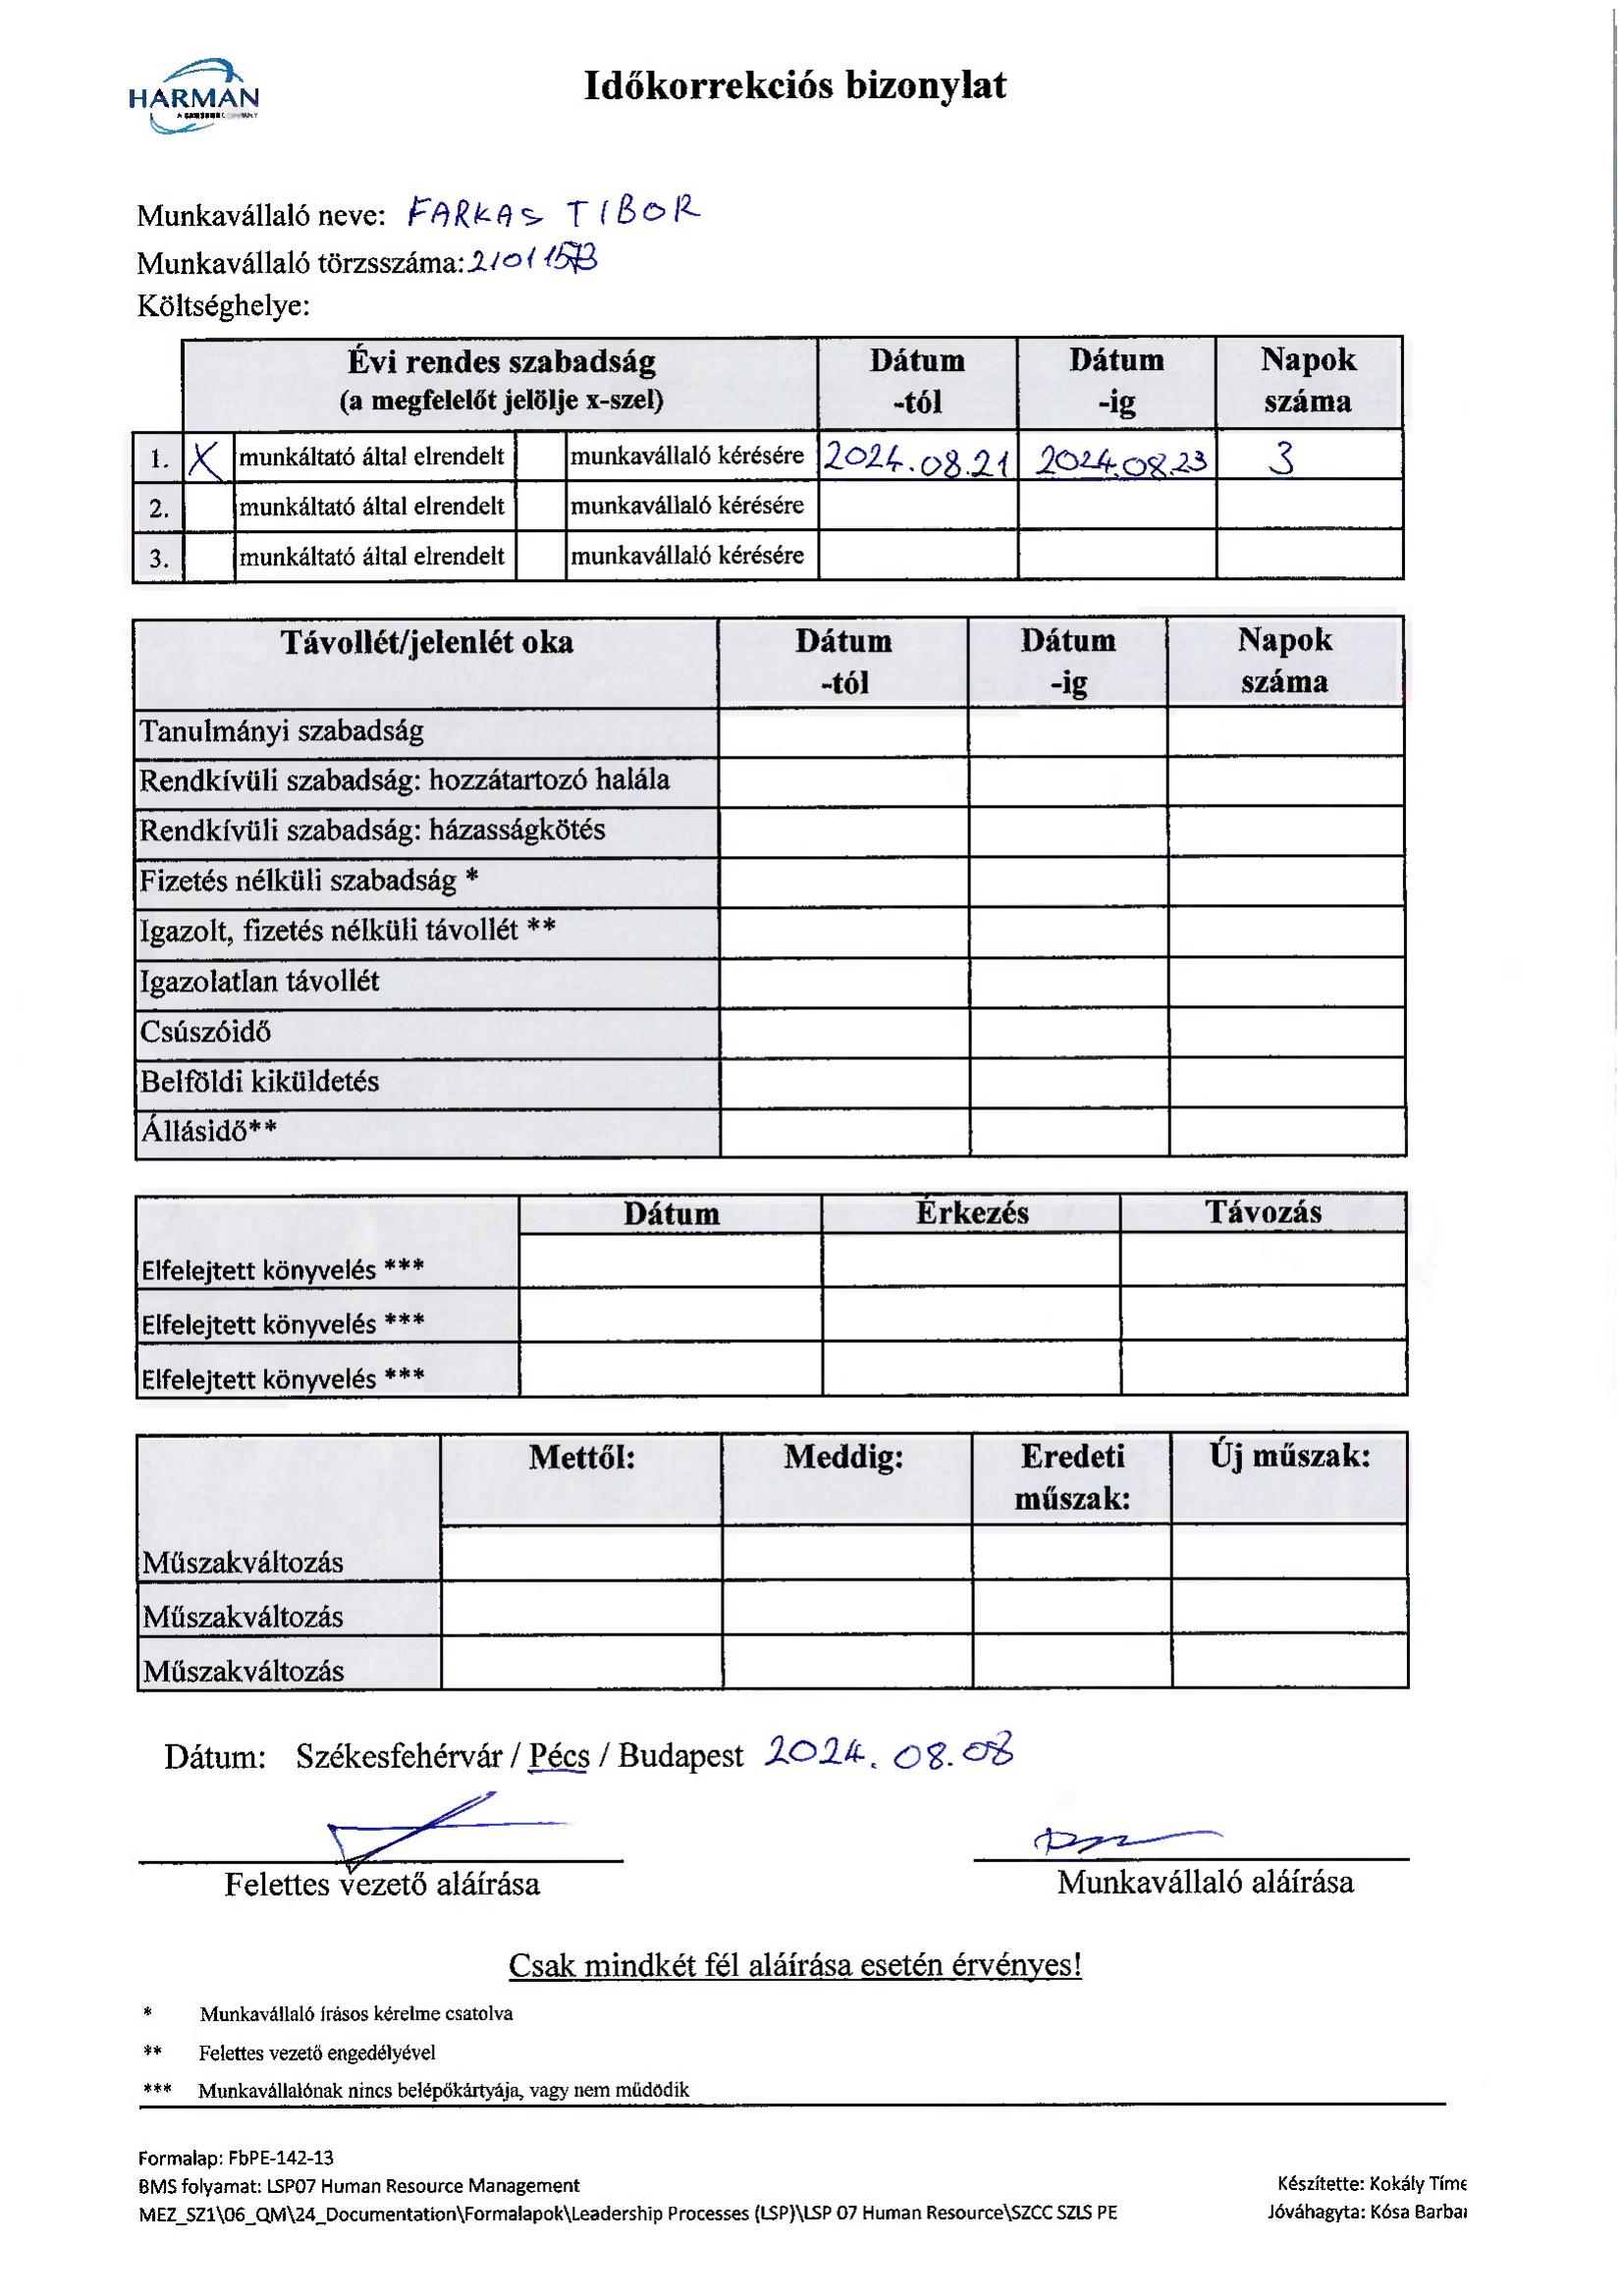 HARMAN
A SAMSUNG COMPANY
Időkorrekciós bizonylat
Munkavállaló neve: FARKAS TIBOR
Munkavállaló törzsszáma:
Költséghelye:
Évi rendes szabadság Dátum Dátum Napok
(a megfelelőt jelölje x-szel) -tól -ig száma
1. X munkáltató által elrendelt munkavállaló kérésére 2024.08.21 2024.08.23 3
2. munkáltató által elrendelt munkavállaló kérésére
3. munkáltató által elrendelt munkavállaló kérésére
Távollét/jelenlét oka Dátum Dátum Napok
-tól -ig száma
Tanulmányi szabadság
Rendkívüli szabadság: hozzátartozó halála
Rendkívüli szabadság: házasságkötés
Fizetés nélküli szabadság *
Igazolt, fizetés nélküli távollét **
Igazolatlan távollét
Csúszóidő
Belföldi kiküldetés
Állásidő**
Dátum Érkezés Távozás
Elfelejtett könyvelés ***
Elfelejtett könyvelés ***
Elfelejtett könyvelés ***
Mettől: Meddig: Eredeti Új műszak:
műszak:
Műszakváltozás
Műszakváltozás
Műszakváltozás
Dátum: Székesfehérvár / Pécs / Budapest 2024. 08.08
Felettes vezető aláírása Munkavállaló aláírása
Csak mindkét fél aláírása esetén érvényes!
* Munkavállaló írásos kérelme csatolva
** Felettes vezető engedélyével
*** Munkavállalónak nincs belépőkártyája, vagy nem működik
Formalap: FbPE-142-13
BMS folyamat: LSP07 Human Resource Management Készítette: Kokály Tíme
MEZ_SZ1\06_QM\24_Documentation\Formalapok\Leadership Processes (LSP)\LSP 07 Human Resource\SZCC SZLS PE Jóváhagyta: Kósa Barbar